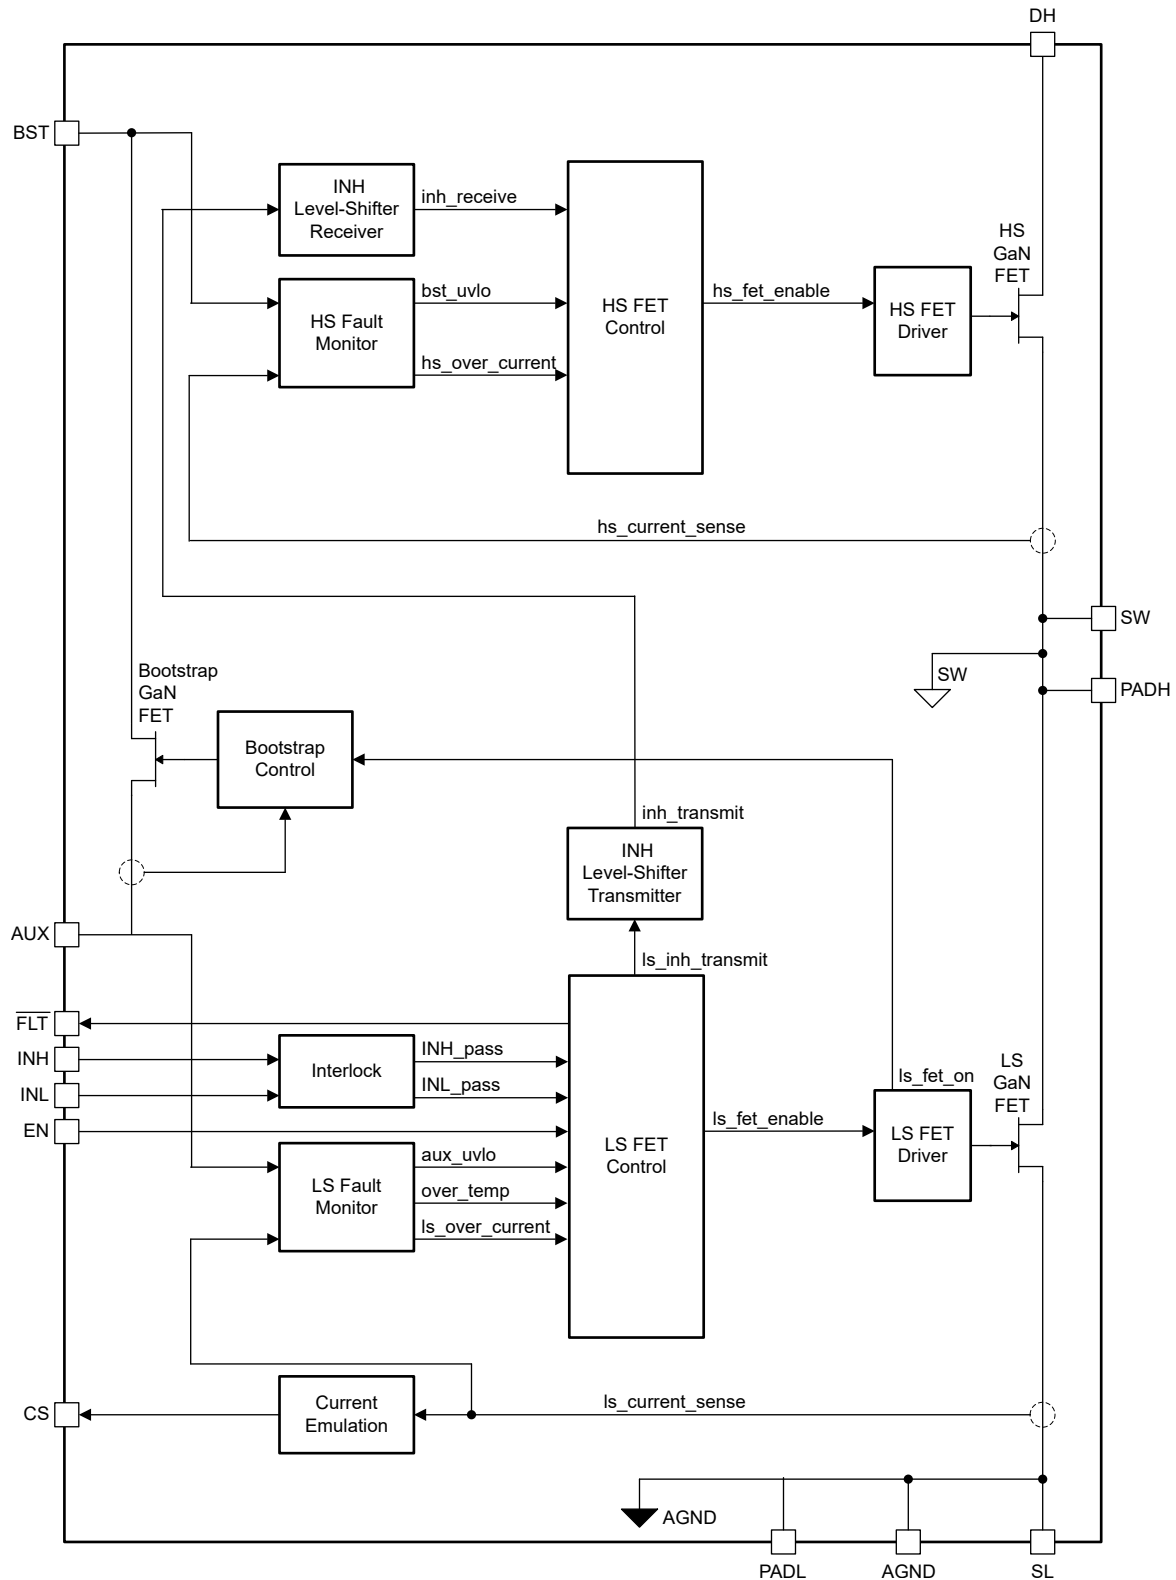 DH
BST
INH
Level-Shifter
Receiver
inh_receive
HS Fault
Monitor
bst_uvlo
hs_over_current
HS FET
Control
hs_fet_enable
HS FET
Driver
HS
GaN
FET
hs_current_sense
SW
SW
PADH
Bootstrap
GaN
FET
Bootstrap
Control
inh_transmit
INH
Level-Shifter
Transmitter
ls_inh_transmit
AUX
FLT
INH
INL
EN
Interlock
INH_pass
INL_pass
LS Fault
Monitor
aux_uvlo
over_temp
ls_over_current
LS FET
Control
ls_fet_enable
ls_fet_on
LS FET
Driver
LS
GaN
FET
CS
Current
Emulation
ls_current_sense
AGND
PADL
AGND
SL